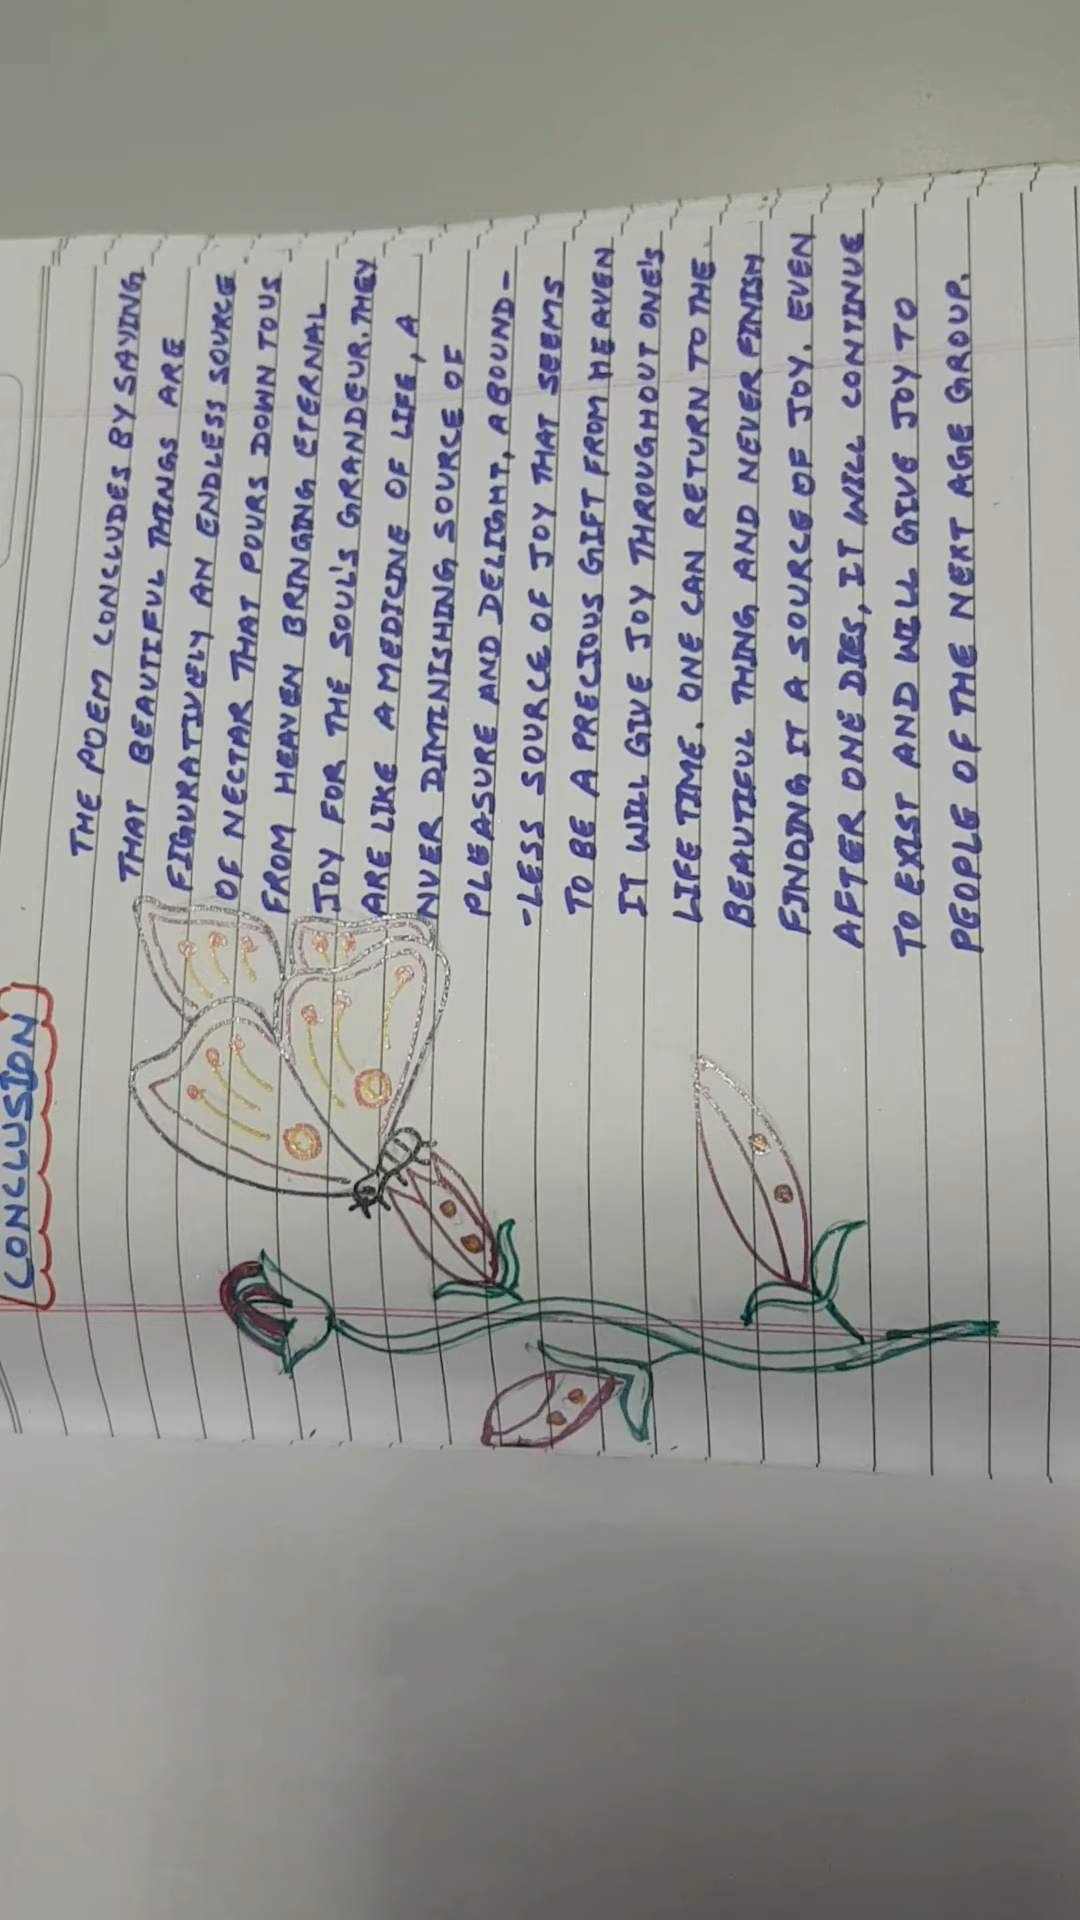 CONCLUSION
THE POEM CONCLUDES BY SAYING
THAT BEAUTIFUL THINGS ARE
FIGURATIVELY AN ENDLESS SOURCE
OF NECTAR THAT POURS DOWN TO US
FROM HEAVEN BRINGING ETERNAL
JOY FOR THE SOUL'S GRANDEUR. THEY
ARE LIKE A MEDICINE OF LIFE, A
NVER DIMINISHING SOURCE OF
PLEASURE AND DELIGHT, ABOUND-
-LESS SOURCE OF JOY THAT SEEMS
TO BE A PRECIOUS GIFT FROM HEAVEN
IT WILL GIVE JOY THROUGHOUT ONE'S
LIFE TIME. ONE CAN RETURN TO THE
BEAUTIFUL THING AND NEVER FINISH
FINDING IT A SOURCE OF JOY. EVEN
AFTER ONE DIES, IT WILL CONTINUE
TO EXIST AND WILL GIVE JOY TO
PEOPLE OF THE NEXT AGE GROUP.